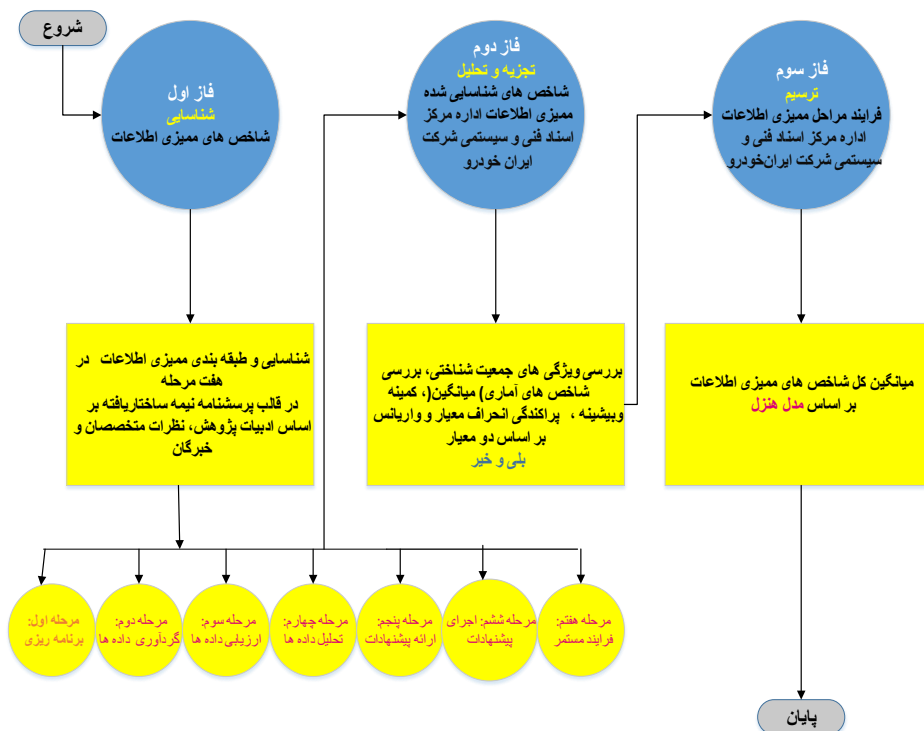 شروع
فاز اول
شناسایی
شاخص های ممیزی اطلاعات
فاز دوم
تجزیه و تحلیل
شاخص های شناسایی شده
ممیزی اطلاعات اداره مرکز
اسناد فنی و سیستمی شرکت
ایران خودرو
فاز سوم
ترسیم
فرایند مراحل ممیزی اطلاعات
اداره مرکز اسناد فنی و
سیستمی شرکت ایران‌خودرو
شناسایی و طبقه بندی ممیزی اطلاعات در
هفت مرحله
در قالب پرسشنامه نیمه ساختاریافته بر
اساس ادبیات پژوهش، نظرات متخصصان و
خبرگان
بررسی ویژگی های جمعیت شناختی، بررسی
شاخص های آماری) میانگین(، کمینه
وبیشینه ، پراکندگی انحراف معیار و واریانس
بر اساس دو معیار
بلی و خیر
میانگین کل شاخص های ممیزی اطلاعات
بر اساس مدل هنزل
مرحله اول:
برنامه ریزی
مرحله دوم:
گردآوری داده ها
مرحله سوم:
ارزیابی داده ها
مرحله چهارم:
تحلیل داده ها
مرحله پنجم:
ارائه پیشنهادات
مرحله ششم: اجرای
پیشنهادات
مرحله هفتم:
فرایند مستمر
پایان